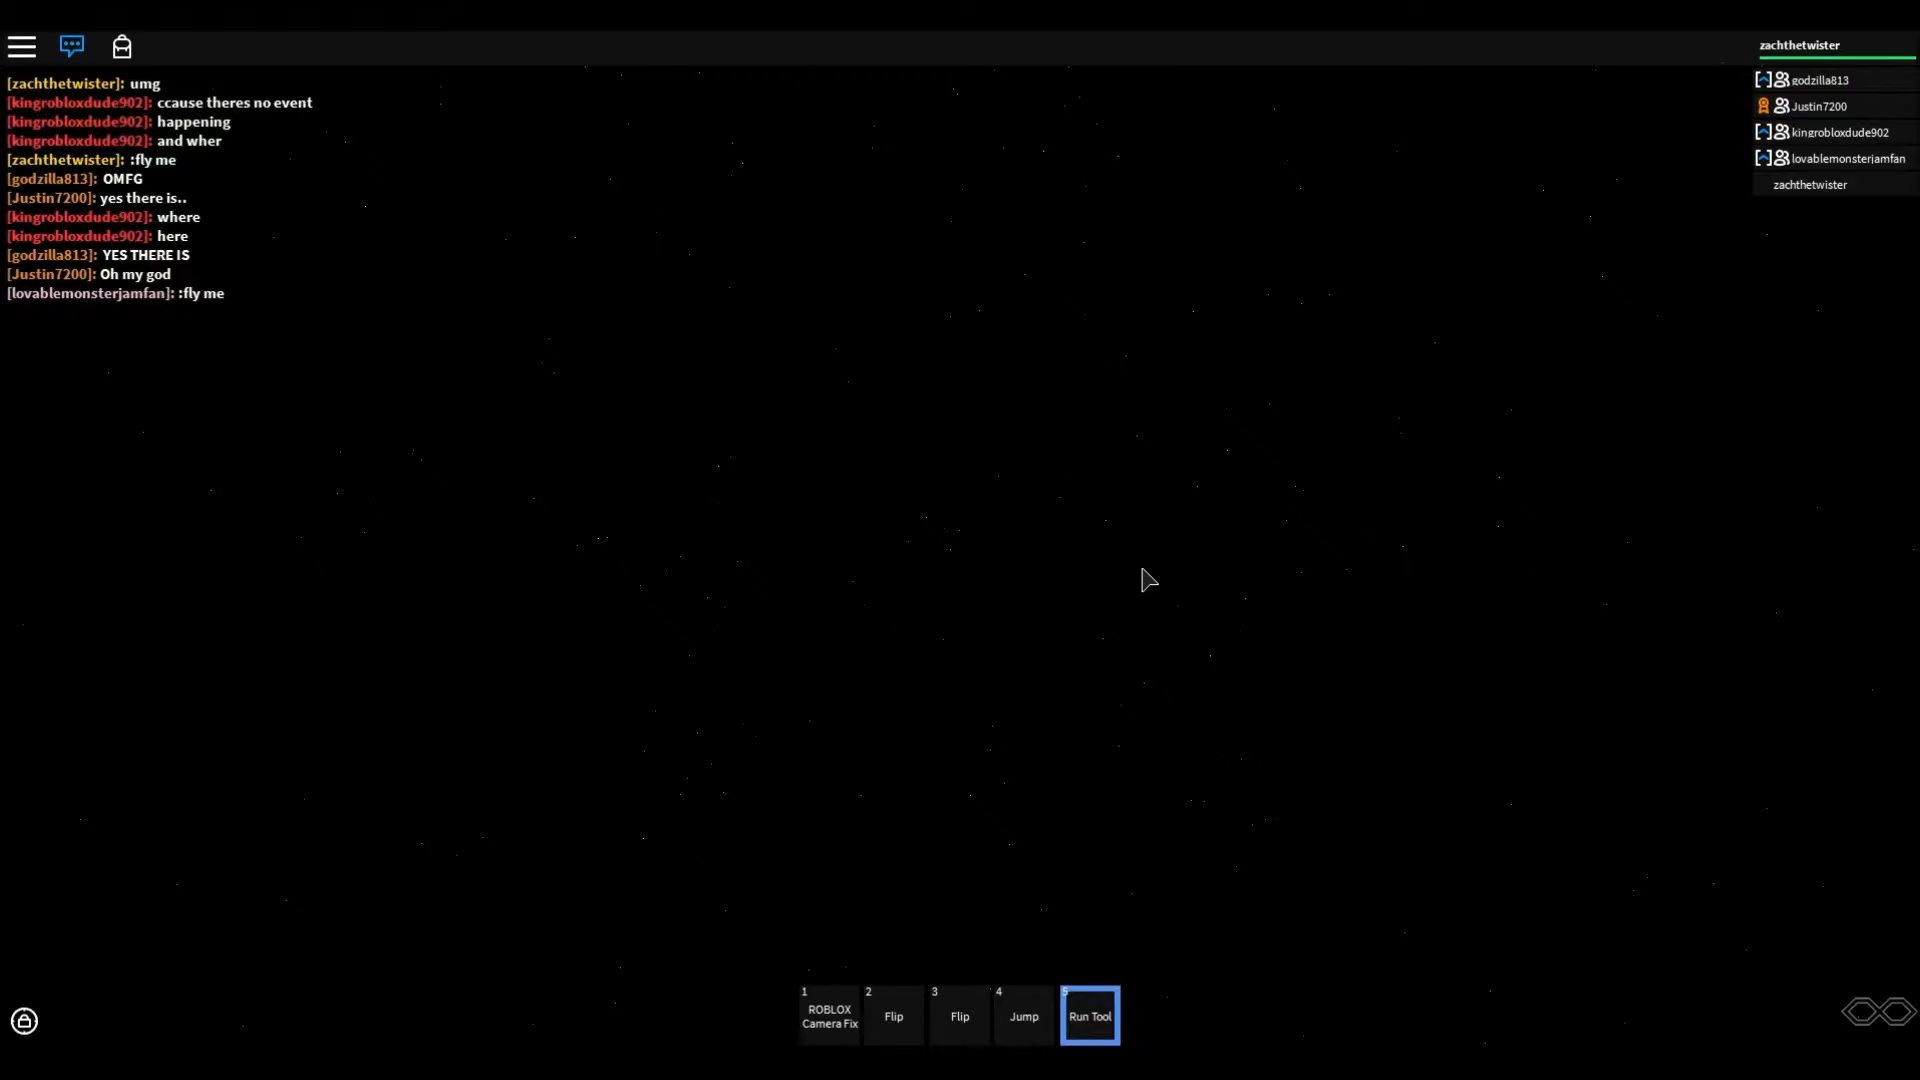 zachthetwister
[zachthetwister]: umg
[kingrobloxdude902]: ccause theres no event
[kingrobloxdude902]: happening
[kingrobloxdude902]: and wher
[zachthetwister]: :fly me
[godzilla813]: OMFG
[Justin7200]: yes there is..
[kingrobloxdude902]: where
[kingrobloxdude902]: here
[godzilla813]: YES THERE IS
[Justin7200]: Oh my god
[lovablemonsterjamfan]: :fly me
godzilla813
Justin7200
kingrobloxdude902
lovablemonsterjamfan
zachthetwister
1
ROBLOX
Camera Fix
2
Flip
3
Flip
4
Jump
5
Run Tool